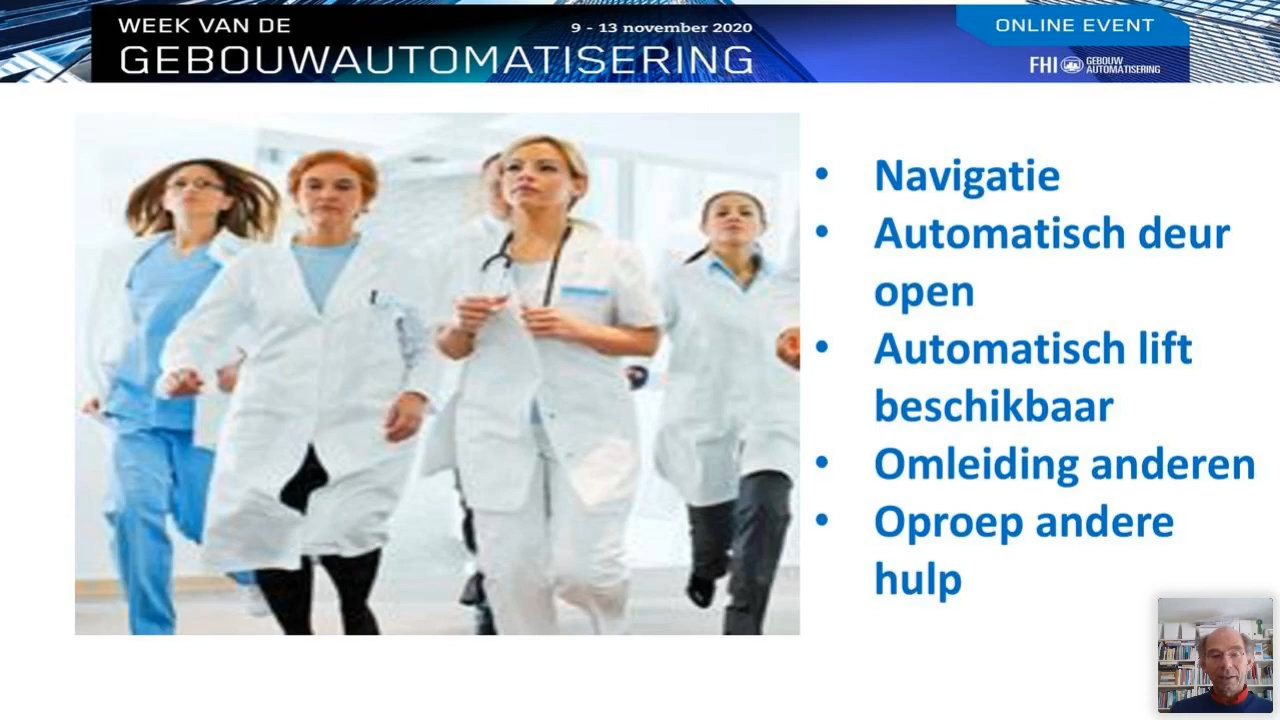 WEEK VAN DE
9 - 13 november 2020
GEBOUWAUTOMATISERING
ONLINE EVENT
FHI GEBOUW
AUTOMATISERING
• Navigatie
• Automatisch deur
open
• Automatisch lift
beschikbaar
• Omleiding anderen
• Oproep andere
hulp